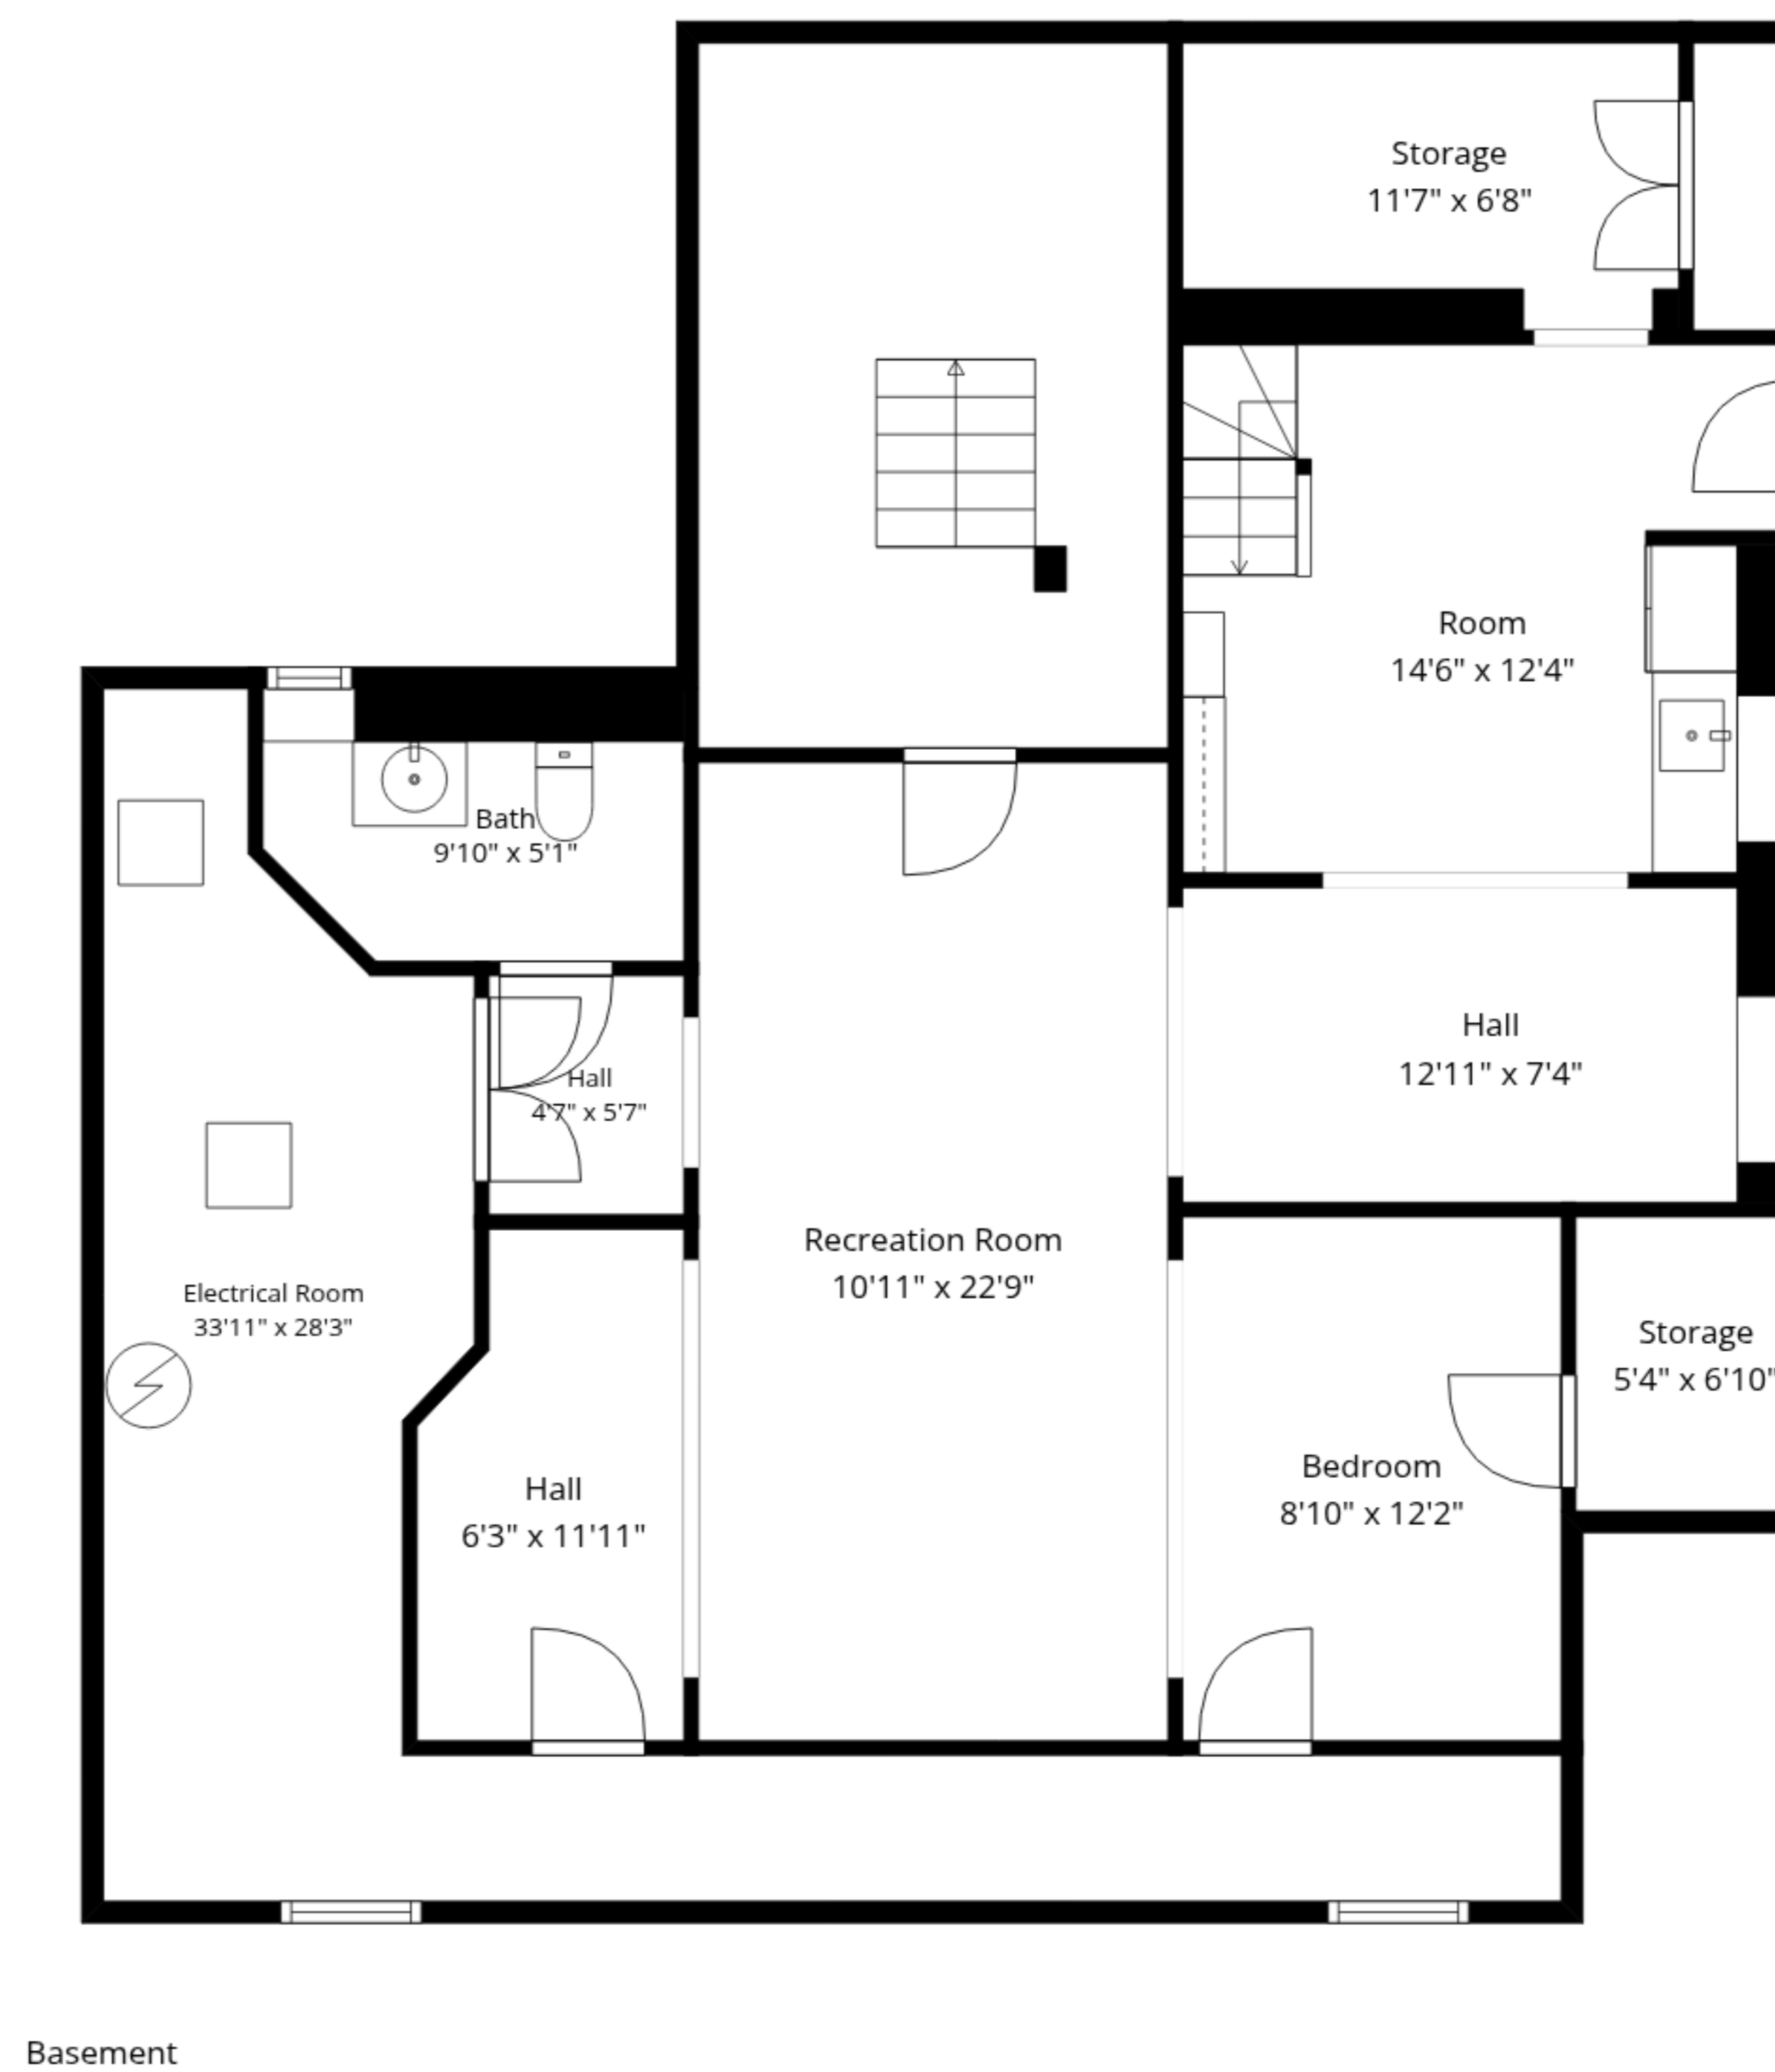 Storage
11'7" x 6'8"
Room
14'6" x 12'4"
Bath
9'10" x 5'1"
Hall
12'11" x 7'4"
Hall
4'7" x 5'7"
Recreation Room
10'11" x 22'9"
Electrical Room
33'11" x 28'3"
Storage
5'4" x 6'10"
Bedroom
8'10" x 12'2"
Hall
6'3" x 11'11"
Basement